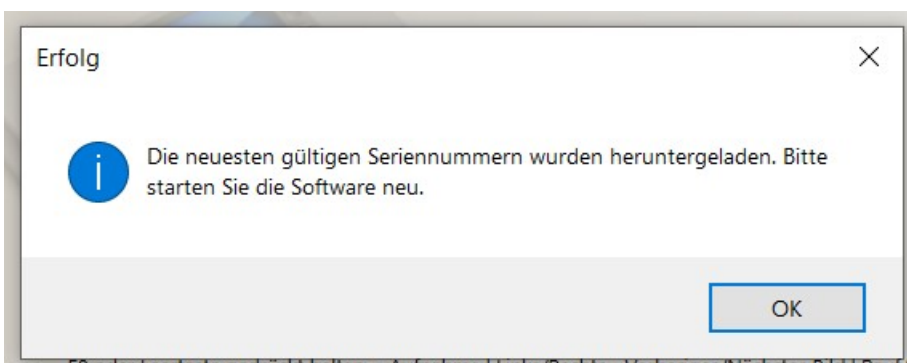 Erfolg
Die neuesten gültigen Seriennummern wurden heruntergeladen. Bitte
starten Sie die Software neu.
OK